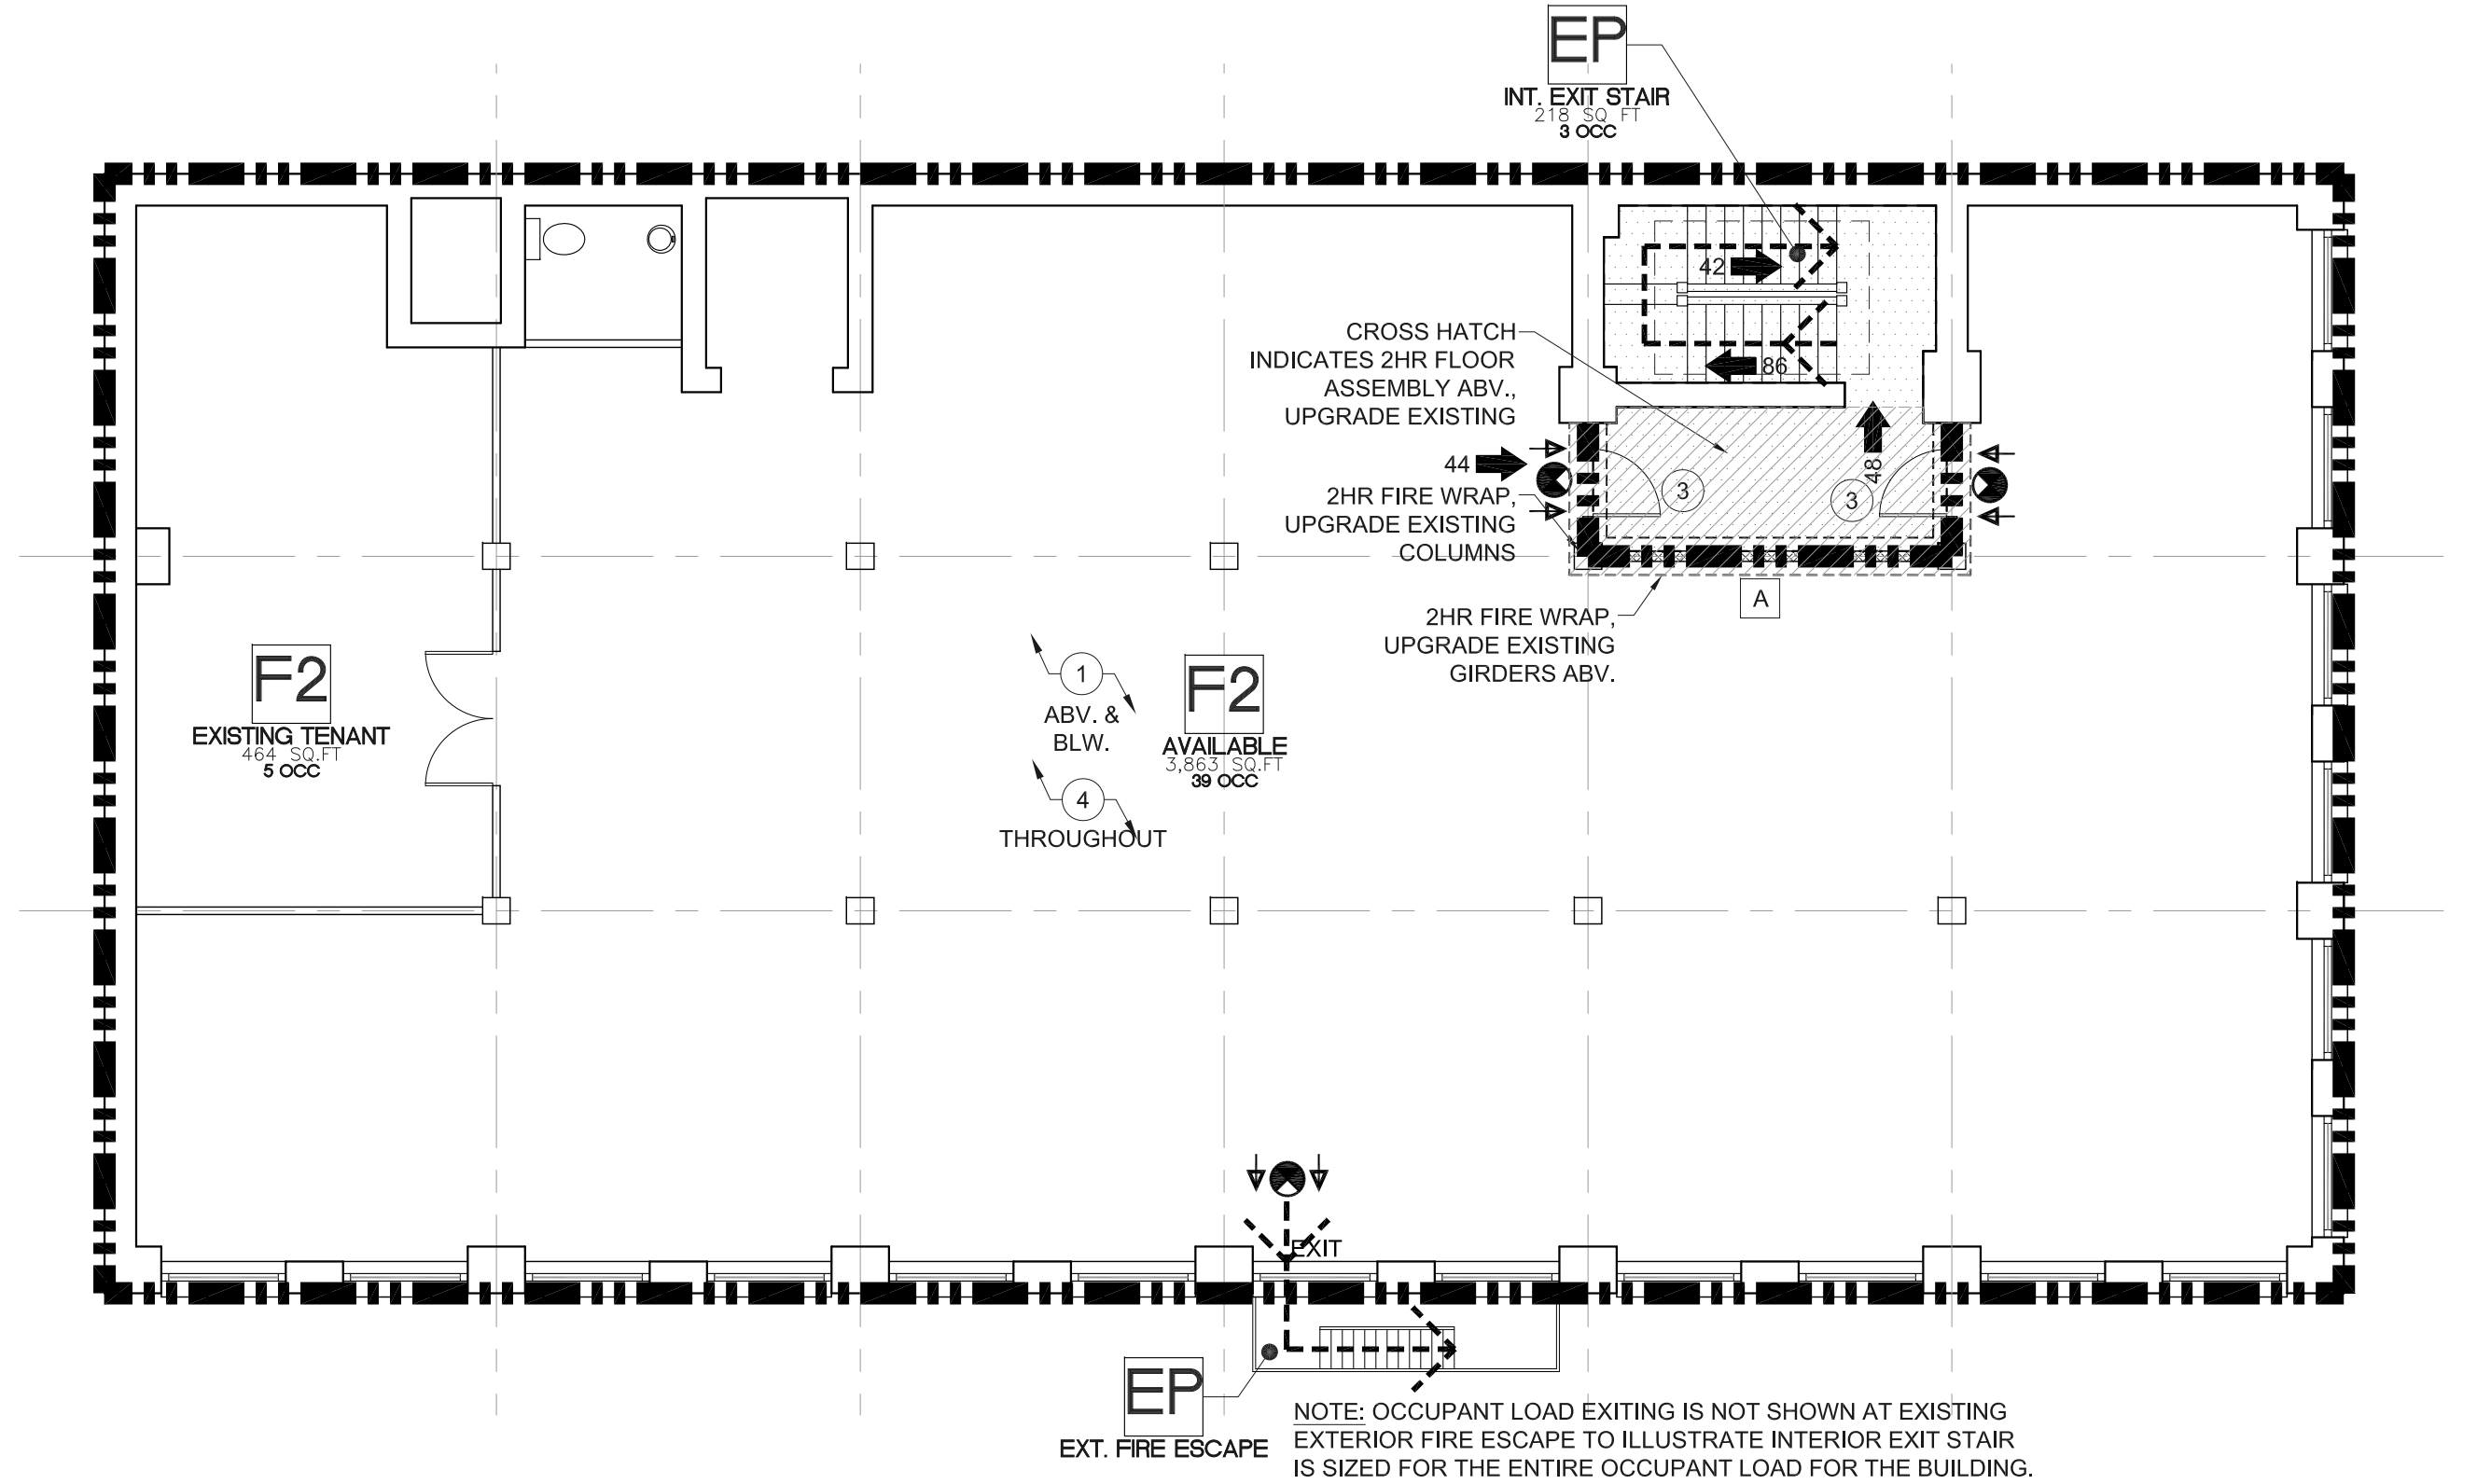 EP
INT. EXIT STAIR
218 SQ FT
3 OCC
42
86
CROSS HATCH
INDICATES 2HR FLOOR
ASSEMBLY ABV.,
UPGRADE EXISTING
44
48
3
3
2HR FIRE WRAP,
UPGRADE EXISTING
COLUMNS
A
2HR FIRE WRAP,
UPGRADE EXISTING
GIRDERS ABV.
F2
EXISTING TENANT
464 SQ.FT
5 OCC
1
ABV. &
BLW.
4
THROUGHOUT
F2
AVAILABLE
3,863 SQ.FT
39 OCC
EXIT
EP
EXT. FIRE ESCAPE
NOTE: OCCUPANT LOAD EXITING IS NOT SHOWN AT EXISTING
EXTERIOR FIRE ESCAPE TO ILLUSTRATE INTERIOR EXIT STAIR
IS SIZED FOR THE ENTIRE OCCUPANT LOAD FOR THE BUILDING.